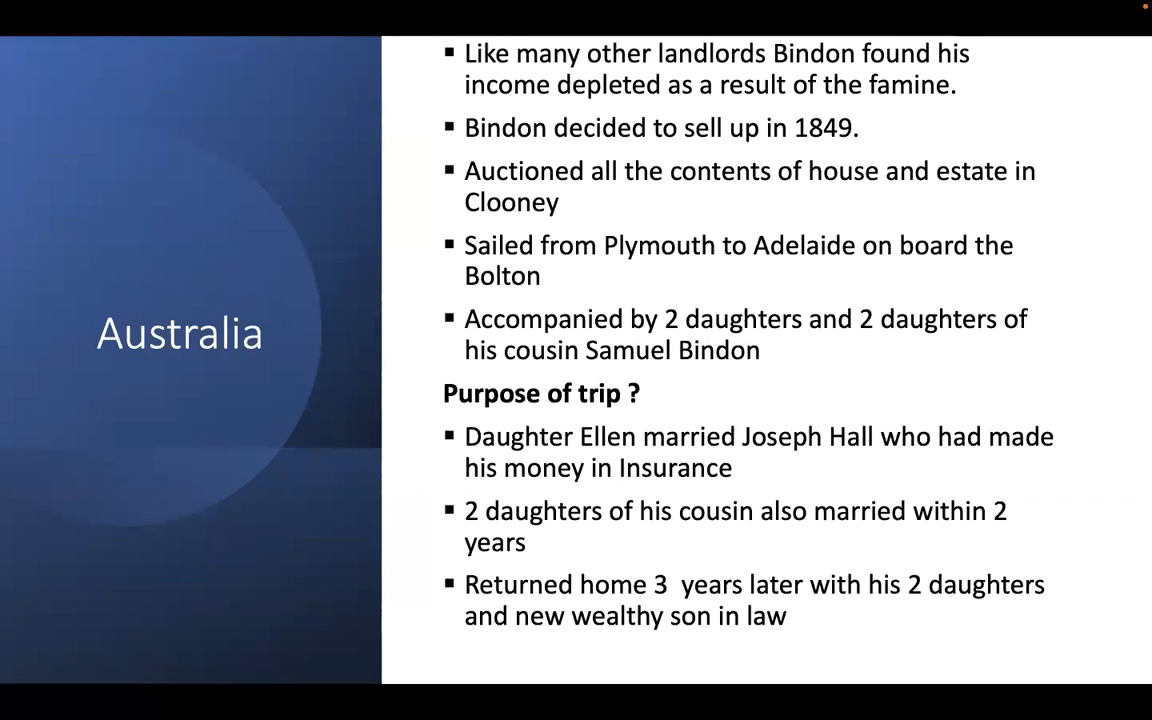 Australia
▪ Like many other landlords Bindon found his
income depleted as a result of the famine.
▪ Bindon decided to sell up in 1849.
▪ Auctioned all the contents of house and estate in
Clooney
▪ Sailed from Plymouth to Adelaide on board the
Bolton
▪ Accompanied by 2 daughters and 2 daughters of
his cousin Samuel Bindon
Purpose of trip ?
▪ Daughter Ellen married Joseph Hall who had made
his money in Insurance
▪ 2 daughters of his cousin also married within 2
years
▪ Returned home 3  years later with his 2 daughters
and new wealthy son in law